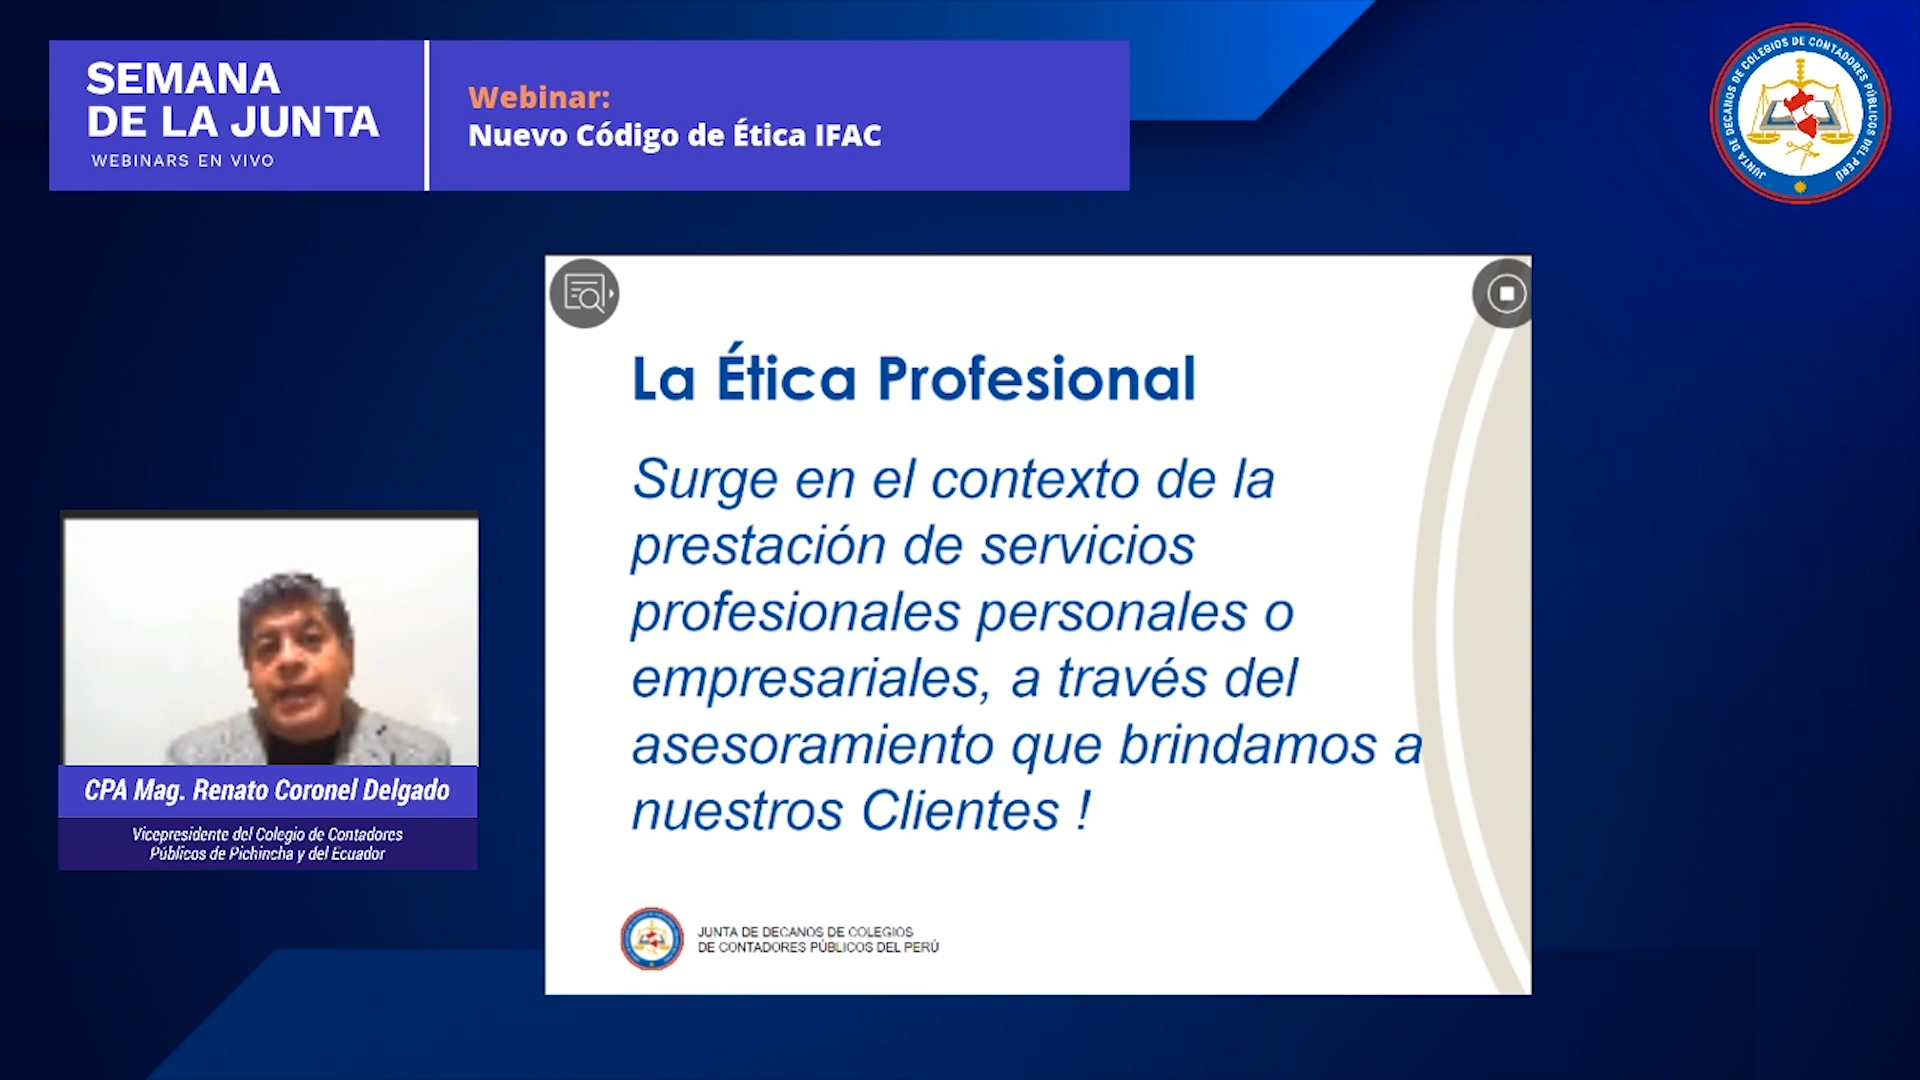 SEMANA
DE LA JUNTA
WEBINARS EN VIVO
Webinar:
Nuevo Código de Ética IFAC
JUNTA DE DECANOS DE COLEGIOS DE CONTADORES PÚBLICOS DEL PERÚ
La Ética Profesional
Surge en el contexto de la
prestación de servicios
profesionales personales o
empresariales, a través del
asesoramiento que brindamos a
nuestros Clientes !
JUNTA DE DECANOS DE COLEGIOS
DE CONTADORES PÚBLICOS DEL PERÚ
CPA Mag. Renato Coronel Delgado
Vicepresidente del Colegio de Contadores
Públicos de Pichincha y del Ecuador